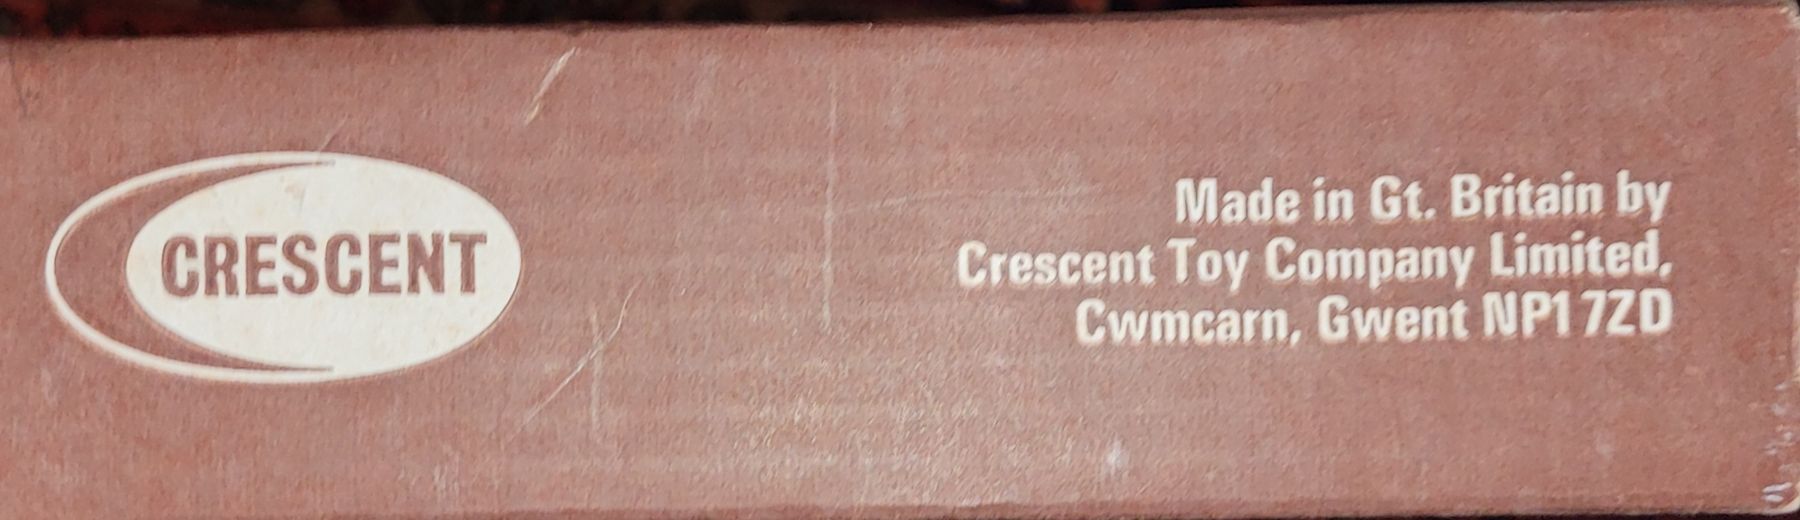 CRESCENT
Made in Gt. Britain by
Crescent Toy Company Limited,
Cwmcarn, Gwent NP1 7ZD